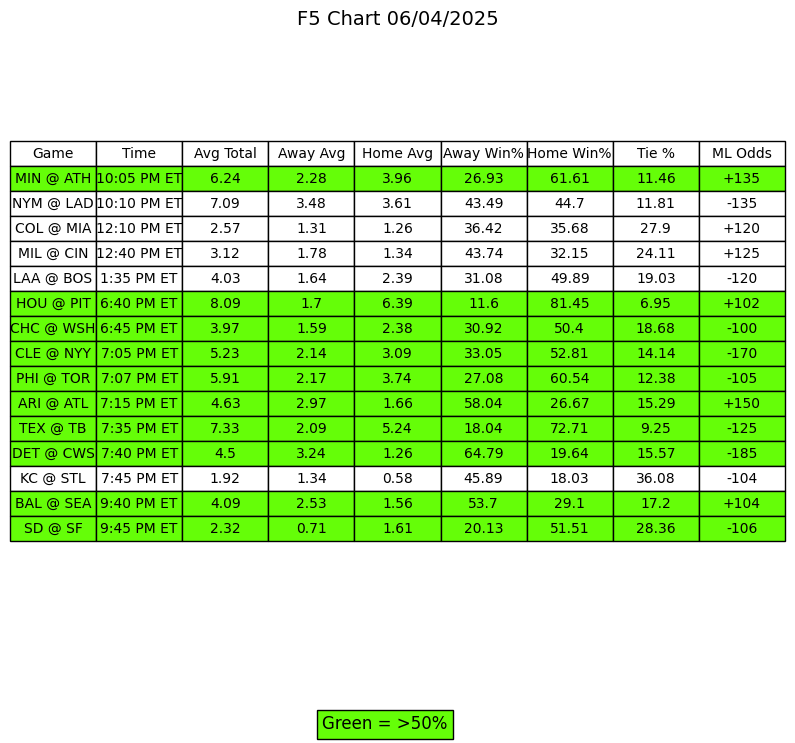 F5 Chart 06/04/2025
Game Time Avg Total Away Avg Home Avg Away Win% Home Win% Tie % ML Odds
MIN @ ATH 10:05 PM ET 6.24 2.28 3.96 26.93 61.61 11.46 +135
NYM @ LAD 10:10 PM ET 7.09 3.48 3.61 43.49 44.7 11.81 -135
COL @ MIA 12:10 PM ET 2.57 1.31 1.26 36.42 35.68 27.9 +120
MIL @ CIN 12:40 PM ET 3.12 1.78 1.34 43.74 32.15 24.11 +125
LAA @ BOS 1:35 PM ET 4.03 1.64 2.39 31.08 49.89 19.03 -120
HOU @ PIT 6:40 PM ET 8.09 1.7 6.39 11.6 81.45 6.95 +102
CHC @ WSH 6:45 PM ET 3.97 1.59 2.38 30.92 50.4 18.68 -100
CLE @ NYY 7:05 PM ET 5.23 2.14 3.09 33.05 52.81 14.14 -170
PHI @ TOR 7:07 PM ET 5.91 2.17 3.74 27.08 60.54 12.38 -105
ARI @ ATL 7:15 PM ET 4.63 2.97 1.66 58.04 26.67 15.29 +150
TEX @ TB 7:35 PM ET 7.33 2.09 5.24 18.04 72.71 9.25 -125
DET @ CWS 7:40 PM ET 4.5 3.24 1.26 64.79 19.64 15.57 -185
KC @ STL 7:45 PM ET 1.92 1.34 0.58 45.89 18.03 36.08 -104
BAL @ SEA 9:40 PM ET 4.09 2.53 1.56 53.7 29.1 17.2 +104
SD @ SF 9:45 PM ET 2.32 0.71 1.61 20.13 51.51 28.36 -106
Green = >50%